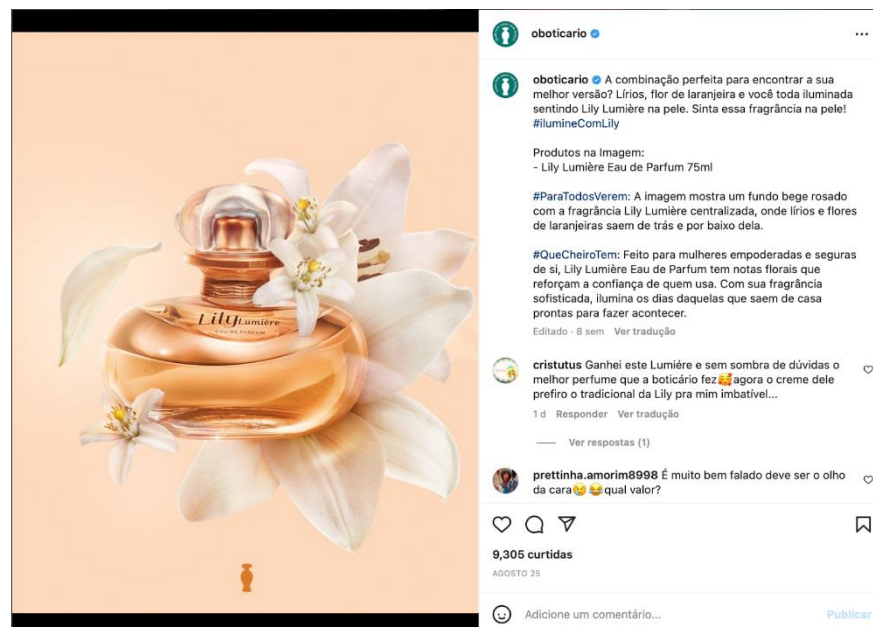 Lily Lumière
EAU DE PARFUM
oboticario
oboticario A combinação perfeita para encontrar a sua
melhor versão? Lírios, flor de laranjeira e você toda iluminada
sentindo Lily Lumière na pele. Sinta essa fragrância na pele!
#ilumineComLily
Produtos na Imagem:
- Lily Lumière Eau de Parfum 75ml
#ParaTodosVerem: A imagem mostra um fundo bege rosado
com a fragrância Lily Lumière centralizada, onde lírios e flores
de laranjeiras saem de trás e por baixo dela.
#QueCheiroTem: Feito para mulheres empoderadas e seguras
de si, Lily Lumière Eau de Parfum tem notas florais que
reforçam a confiança de quem usa. Com sua fragrância
sofisticada, ilumina os dias daquelas que saem de casa
prontas para fazer acontecer.
Editado · 8 sem Ver tradução
cristutus Ganhei este Lumiére e sem sombra de dúvidas o
melhor perfume que a boticário fez🥰agora o creme dele
prefiro o tradicional da Lily pra mim imbatível...
1 d Responder Ver tradução
Ver respostas (1)
prettinha.amorim8998 É muito bem falado deve ser o olho
da cara😢😂qual valor?
9,305 curtidas
AGOSTO 25
Adicione um comentário... Publicar